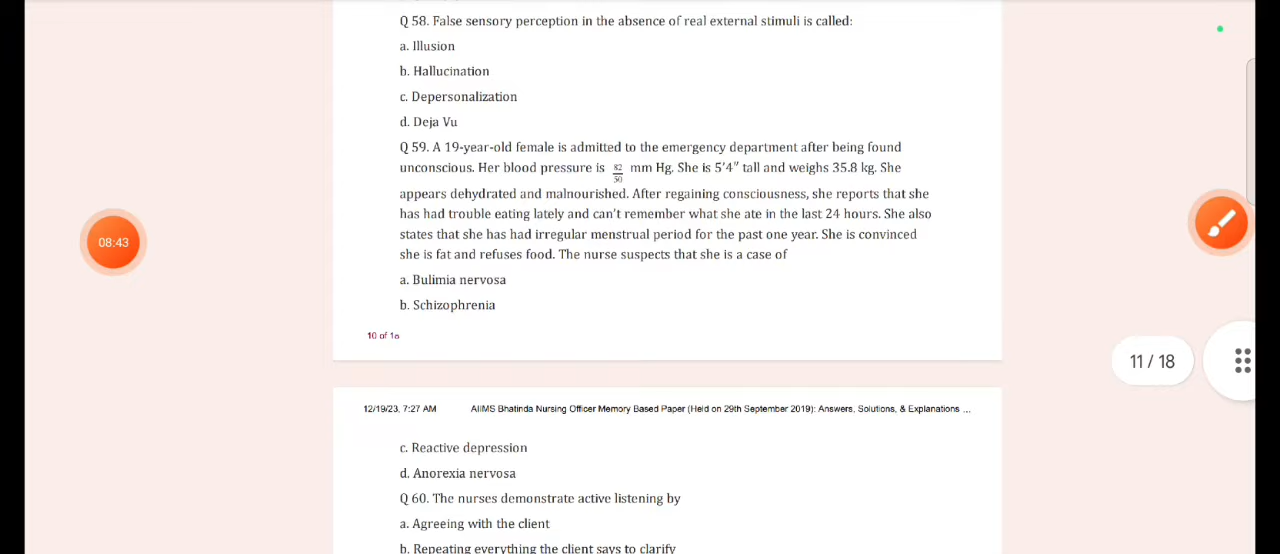 Q 58. False sensory perception in the absence of real external stimuli is called:
a. Illusion
b. Hallucination
c. Depersonalization
d. Deja Vu
Q 59. A 19-year-old female is admitted to the emergency department after being found
unconscious. Her blood pressure is 82/50 mm Hg. She is 5'4" tall and weighs 35.8 kg. She
appears dehydrated and malnourished. After regaining consciousness, she reports that she
has had trouble eating lately and can't remember what she ate in the last 24 hours. She also
states that she has had irregular menstrual period for the past one year. She is convinced
she is fat and refuses food. The nurse suspects that she is a case of
a. Bulimia nervosa
b. Schizophrenia
10 of 18
08:43
11 / 18
12/19/23, 7:27 AM AIIMS Bhatinda Nursing Officer Memory Based Paper (Held on 29th September 2019): Answers, Solutions, & Explanations ...
c. Reactive depression
d. Anorexia nervosa
Q 60. The nurses demonstrate active listening by
a. Agreeing with the client
b. Repeating everything the client says to clarify